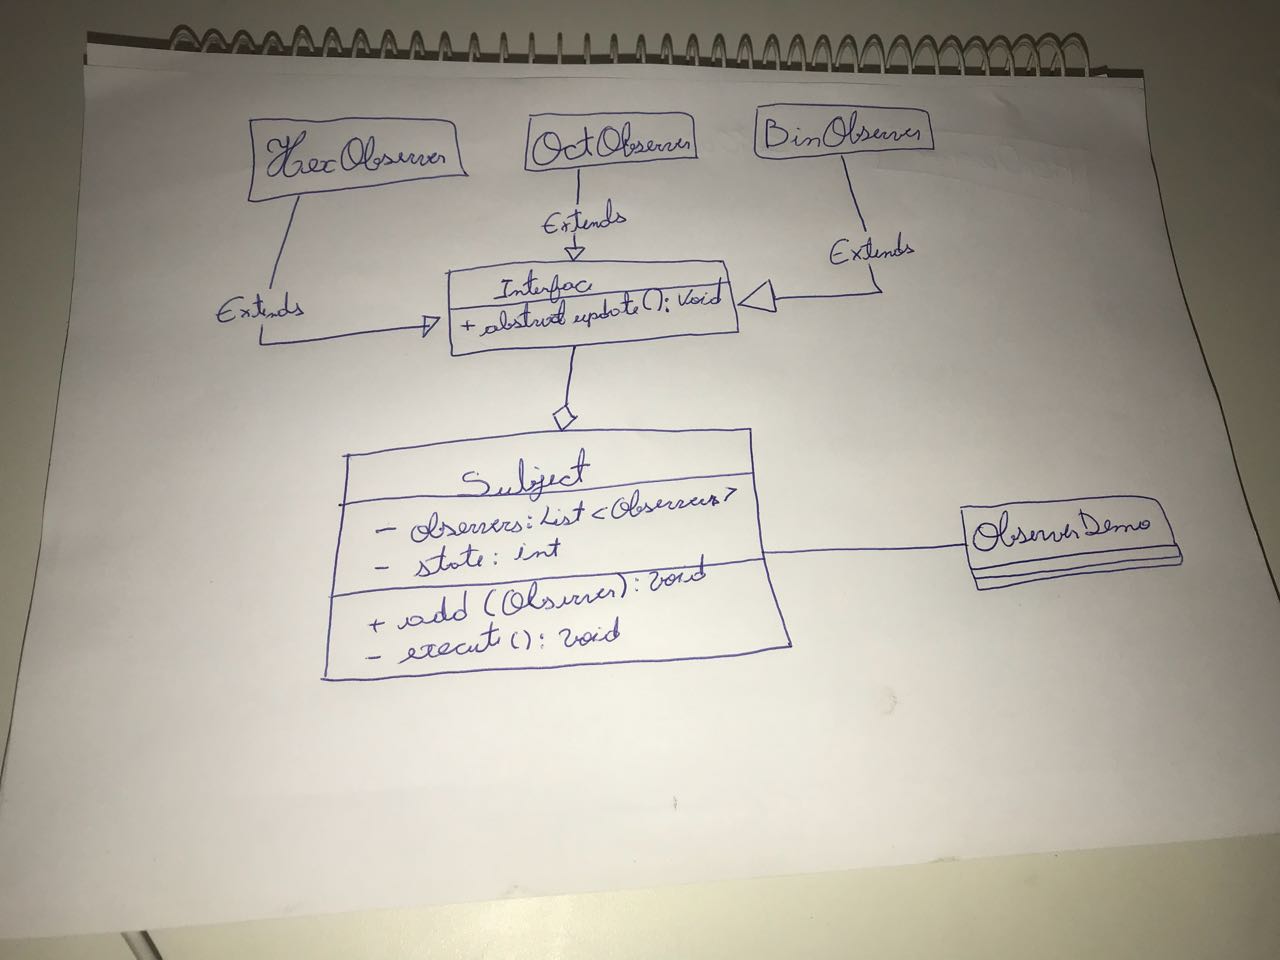 HexObserver
OctObserver
BinObserver
Extends
Extends
Extends
Interfac
+ abstract update(): void
Subject
- observers: List <Observers>
- state: int
+ add (Observer): void
- execute(): void
ObserverDemo